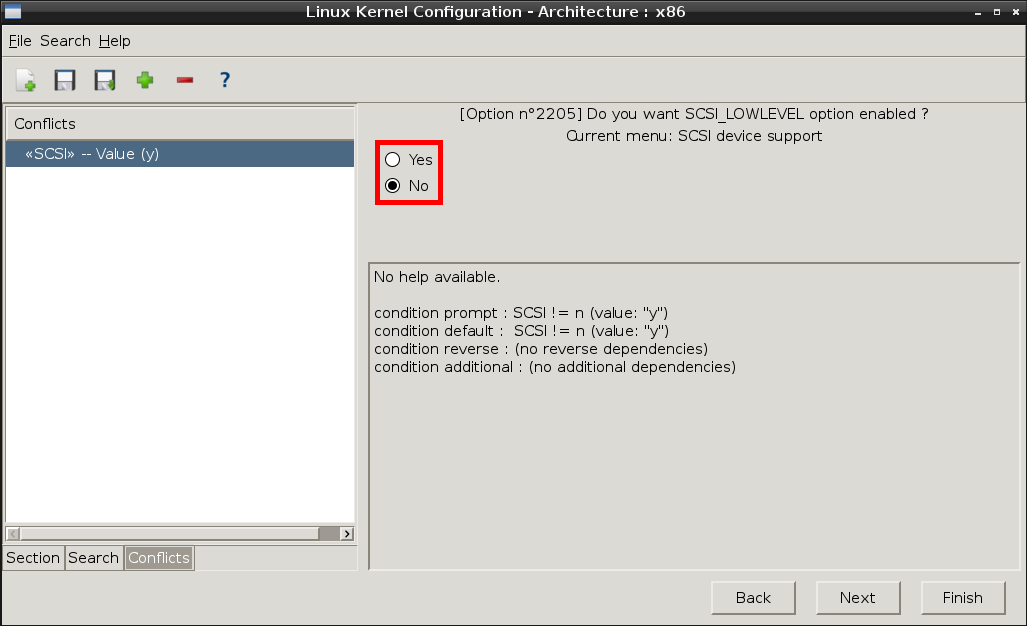 Linux Kernel Configuration - Architecture : x86
File Search Help
?
Conflicts
«SCSI» -- Value (y)
[Option n°2205] Do you want SCSI_LOWLEVEL option enabled ?
Current menu: SCSI device support
Yes
No
No help available.
condition prompt : SCSI != n (value: "y")
condition default :  SCSI != n (value: "y")
condition reverse : (no reverse dependencies)
condition additional : (no additional dependencies)
Section Search Conflicts
Back Next Finish